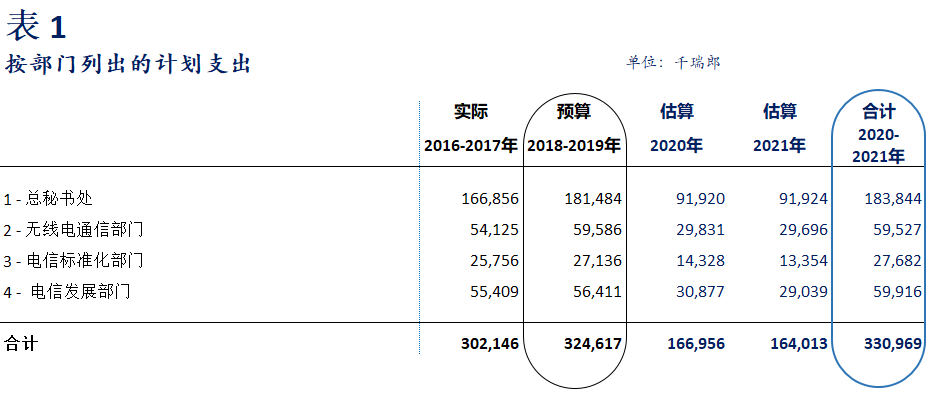 表 1
按部门列出的计划支出 单位：千瑞郎
实际 预算 估算 估算 合计
2016-2017年 2018-2019年 2020年 2021年 2020-
2021年
1 - 总秘书处 166,856 181,484 91,920 91,924 183,844
2 - 无线电通信部门 54,125 59,586 29,831 29,696 59,527
3 - 电信标准化部门 25,756 27,136 14,328 13,354 27,682
4 - 电信发展部门 55,409 56,411 30,877 29,039 59,916
合计 302,146 324,617 166,956 164,013 330,969